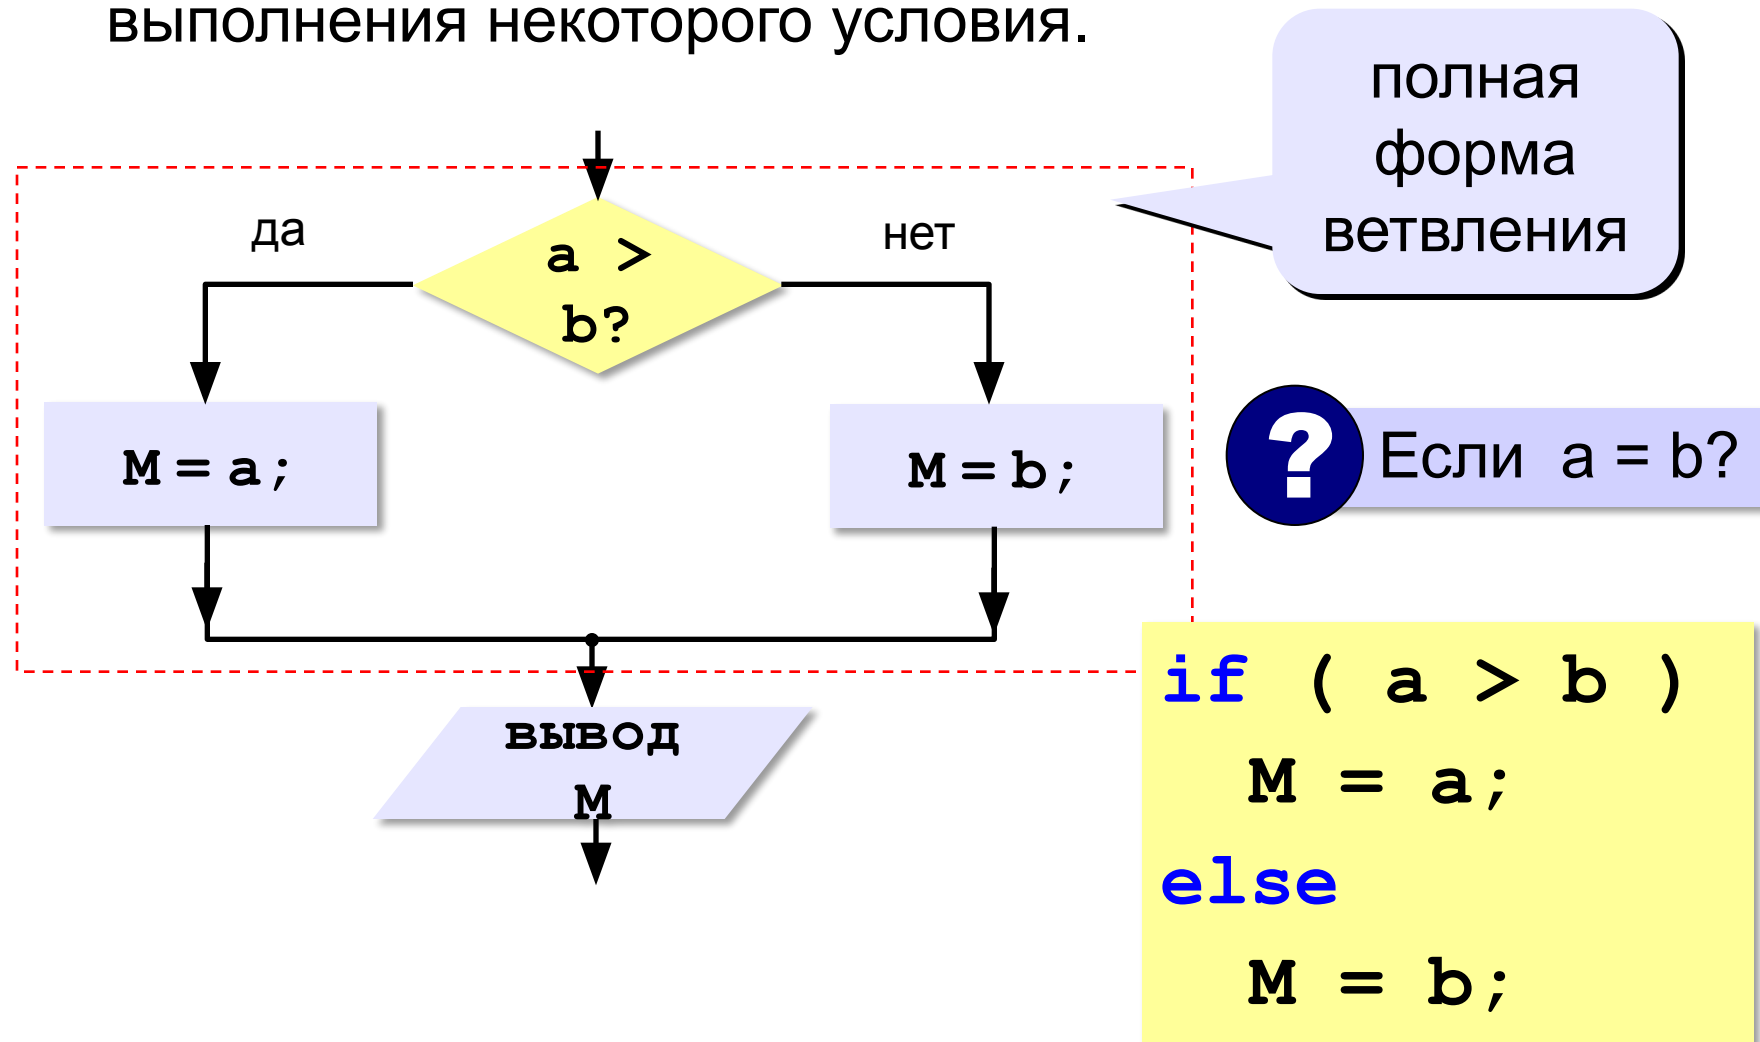 выполнения некоторого условия.
полная
форма
ветвления
да
нет
a >
b?
M = a;
M = b;
? Если a = b?
вывод
M
if ( a > b )
M = a;
else
M = b;